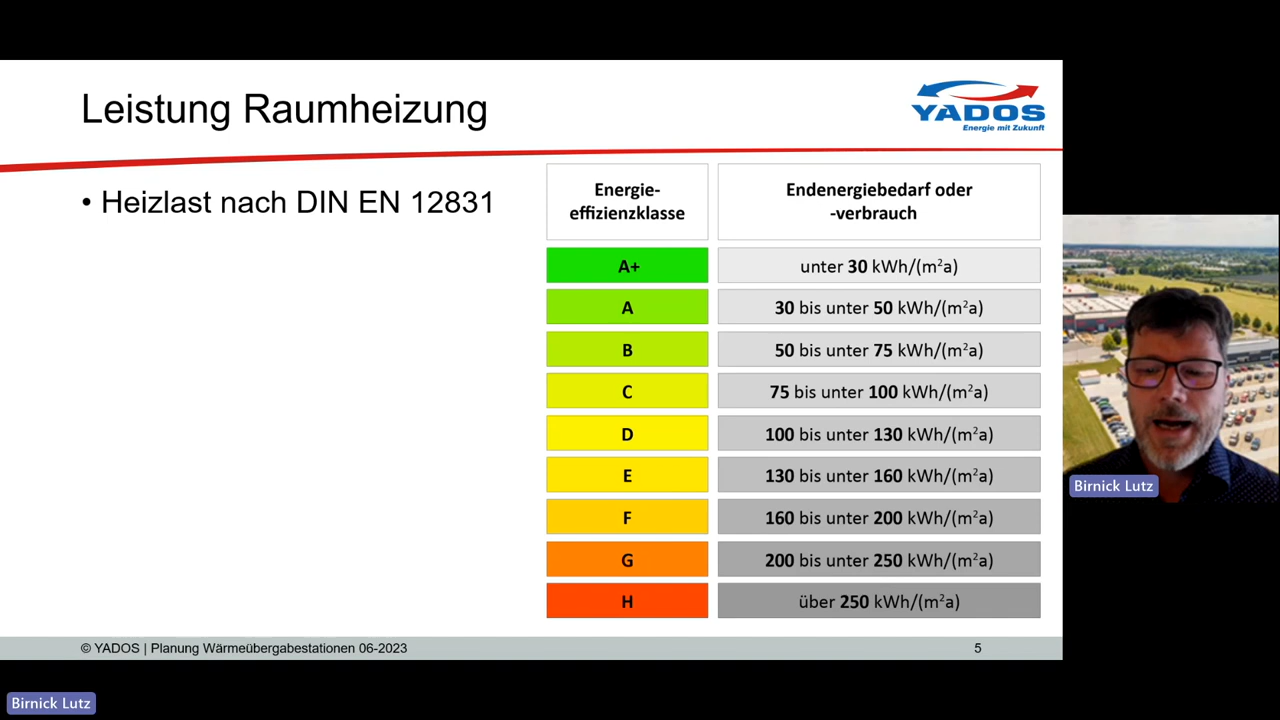 Leistung Raumheizung
YADOS
Energie mit Zukunft
• Heizlast nach DIN EN 12831
Energie-
effizienzklasse
Endenergiebedarf oder
-verbrauch
A+ unter 30 kWh/(m²a)
A 30 bis unter 50 kWh/(m²a)
B 50 bis unter 75 kWh/(m²a)
C 75 bis unter 100 kWh/(m²a)
D 100 bis unter 130 kWh/(m²a)
E 130 bis unter 160 kWh/(m²a)
F 160 bis unter 200 kWh/(m²a)
G 200 bis unter 250 kWh/(m²a)
H über 250 kWh/(m²a)
© YADOS | Planung Wärmeübergabestationen 06-2023 5
Birnick Lutz
Birnick Lutz